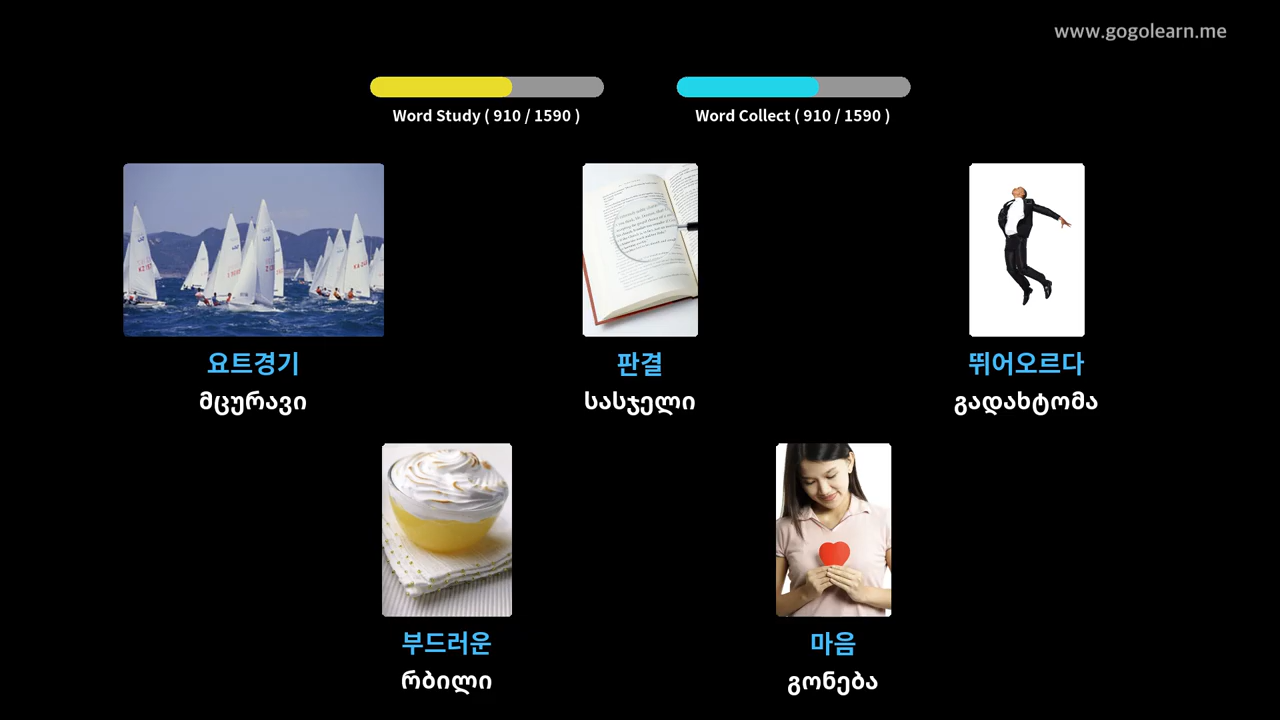 www.gogolearn.me
Word Study ( 910 / 1590 )
Word Collect ( 910 / 1590 )
요트경기
მცურავი
판결
სასჯელი
뛰어오르다
გადახტომა
부드러운
რბილი
마음
გონება